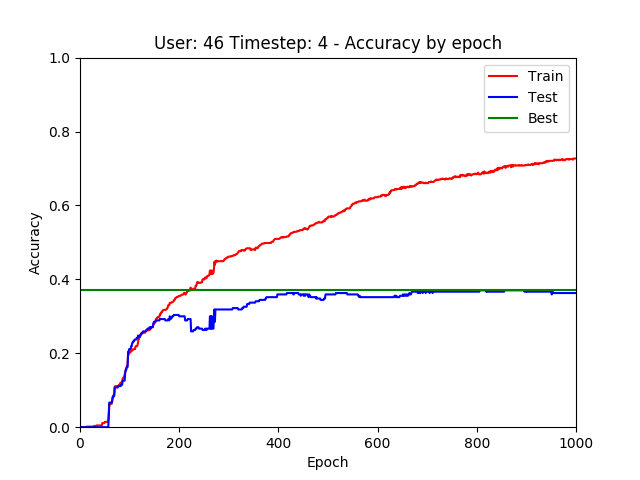 User: 46 Timestep: 4 - Accuracy by epoch
1.0
0.8
0.6
0.4
0.2
0.0
Accuracy
Train
Test
Best
0 200 400 600 800 1000
Epoch